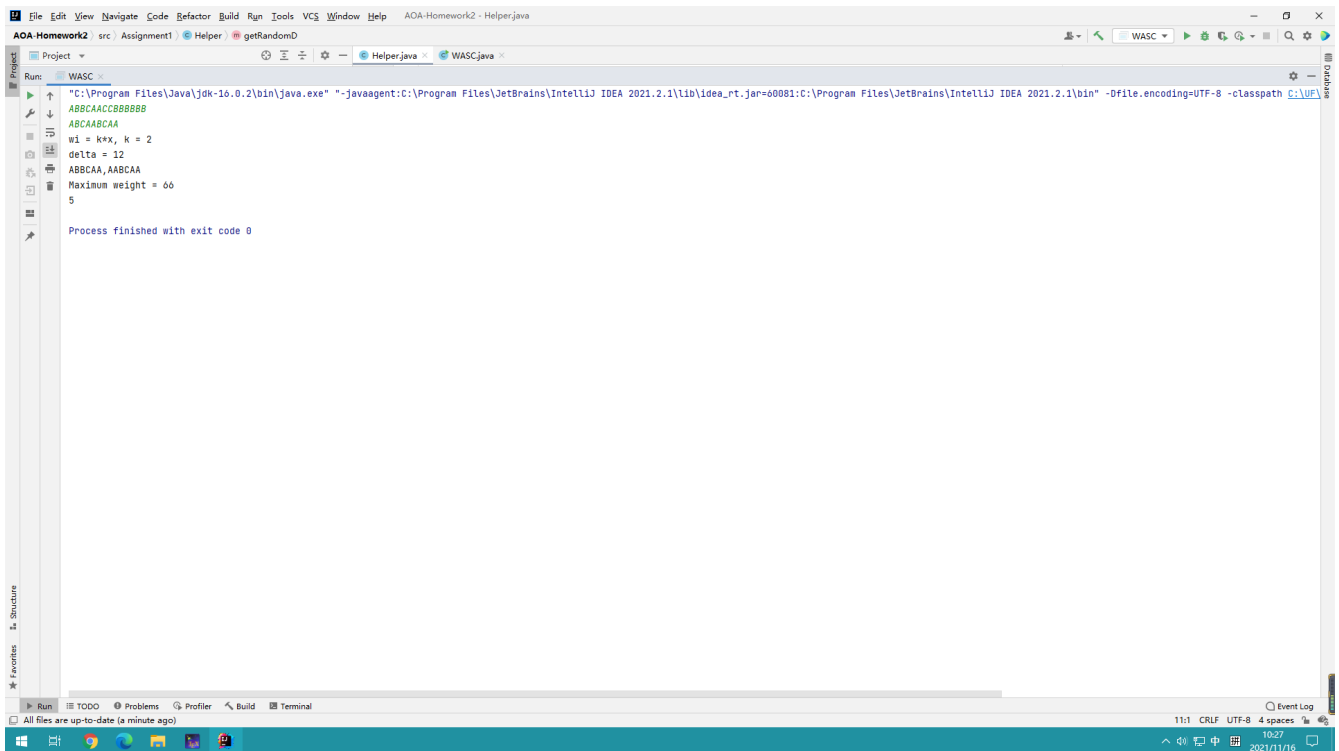 File Edit View Navigate Code Refactor Build Run Tools VCS Window Help AOA-Homework2 - Helper.java
AOA-Homework2 src Assignment1 Helper getRandomD WASC
Project Helper.java WASC.java
Run: WASC
"C:\Program Files\Java\jdk-16.0.2\bin\java.exe" "-javaagent:C:\Program Files\JetBrains\IntelliJ IDEA 2021.2.1\lib\idea_rt.jar=60081:C:\Program Files\JetBrains\IntelliJ IDEA 2021.2.1\bin" -Dfile.encoding=UTF-8 -classpath C:\UF\
ABBCAACCBBBBBB
ABCAABCAA
wi = k*x, k = 2
delta = 12
ABBCAA,AABCAA
Maximum weight = 66
5
Process finished with exit code 0
Project
Database
Structure
Favorites
Run TODO Problems Profiler Build Terminal Event Log
All files are up-to-date (a minute ago) 11:1 CRLF UTF-8 4 spaces
中 拼 10:27
2021/11/16